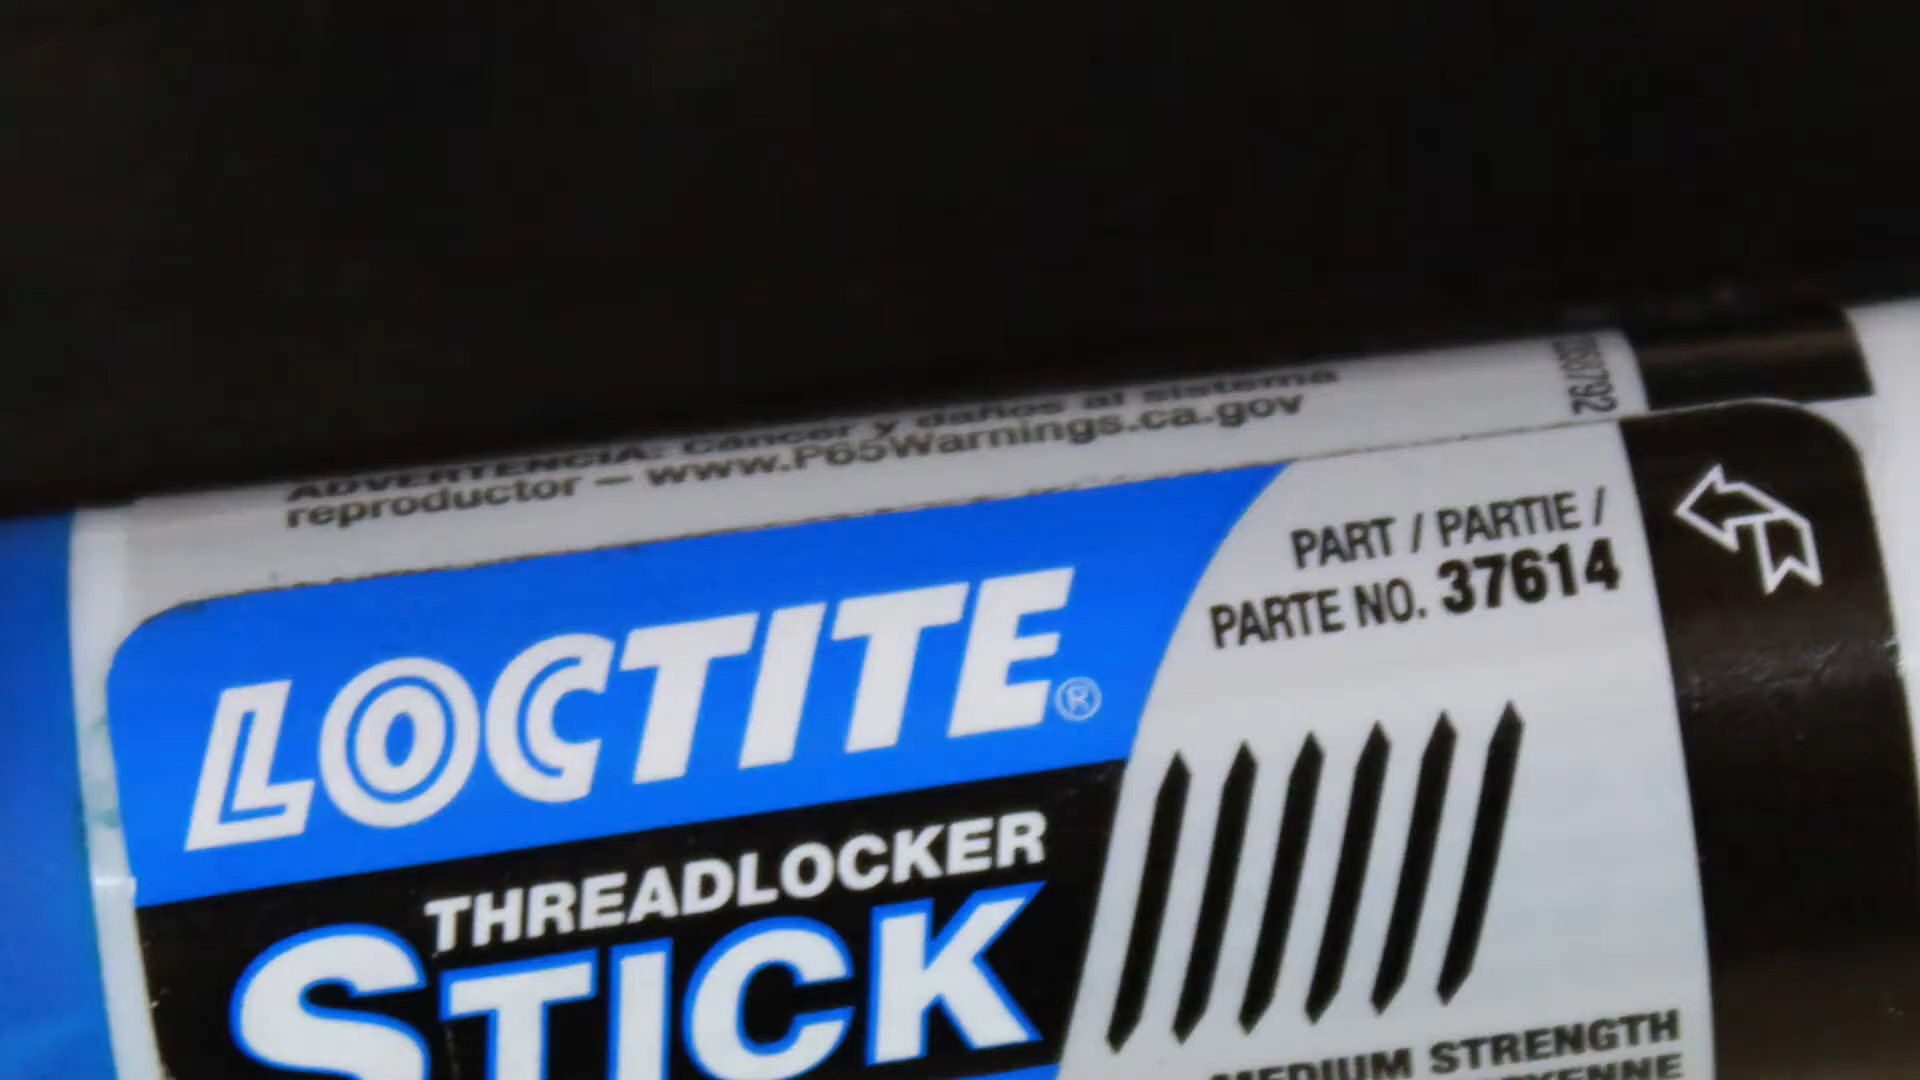 ADVERTENCIA: Cáncer y daños al sistema
reproductor – www.P65Warnings.ca.gov
PART / PARTIE /
PARTE NO. 37614
LOCTITE®
THREADLOCKER
STICK
MEDIUM STRENGTH